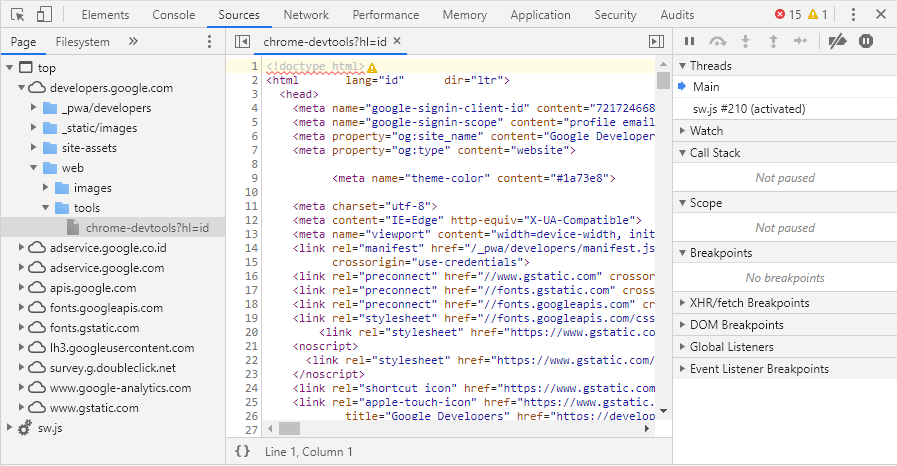 Elements Console Sources Network Performance Memory Application Security Audits 15 1
Page Filesystem »
top
developers.google.com
_pwa/developers
_static/images
site-assets
web
images
tools
chrome-devtools?hl=id
adservice.google.co.id
adservice.google.com
apis.google.com
fonts.googleapis.com
fonts.gstatic.com
lh3.googleusercontent.com
survey.g.doubleclick.net
www.google-analytics.com
www.gstatic.com
sw.js
chrome-devtools?hl=id ×
1 <!doctype html>
2 <html lang="id" dir="ltr">
3 <head>
4 <meta name="google-signin-client-id" content="721724668
5 <meta name="google-signin-scope" content="profile email
6 <meta property="og:site_name" content="Google Developer
7 <meta property="og:type" content="website">
8
9 <meta name="theme-color" content="#1a73e8">
10
11 <meta charset="utf-8">
12 <meta content="IE=Edge" http-equiv="X-UA-Compatible">
13 <meta name="viewport" content="width=device-width, init
14 <link rel="manifest" href="/_pwa/developers/manifest.js
15 crossorigin="use-credentials">
16 <link rel="preconnect" href="//www.gstatic.com" crossor
17 <link rel="preconnect" href="//fonts.gstatic.com" cross
18 <link rel="preconnect" href="//fonts.googleapis.com" cr
19 <link rel="stylesheet" href="//fonts.googleapis.com/css
20 <link rel="stylesheet" href="https://www.gstatic.co
21 <noscript>
22 <link rel="stylesheet" href="https://www.gstatic.com/
23 </noscript>
24 <link rel="shortcut icon" href="https://www.gstatic.com
25 <link rel="apple-touch-icon" href="https://www.gstatic.
26 title="Google Developers" href="https://develop
27
{} Line 1, Column 1
Threads
Main
sw.js #210 (activated)
Watch
Call Stack
Not paused
Scope
Not paused
Breakpoints
No breakpoints
XHR/fetch Breakpoints
DOM Breakpoints
Global Listeners
Event Listener Breakpoints